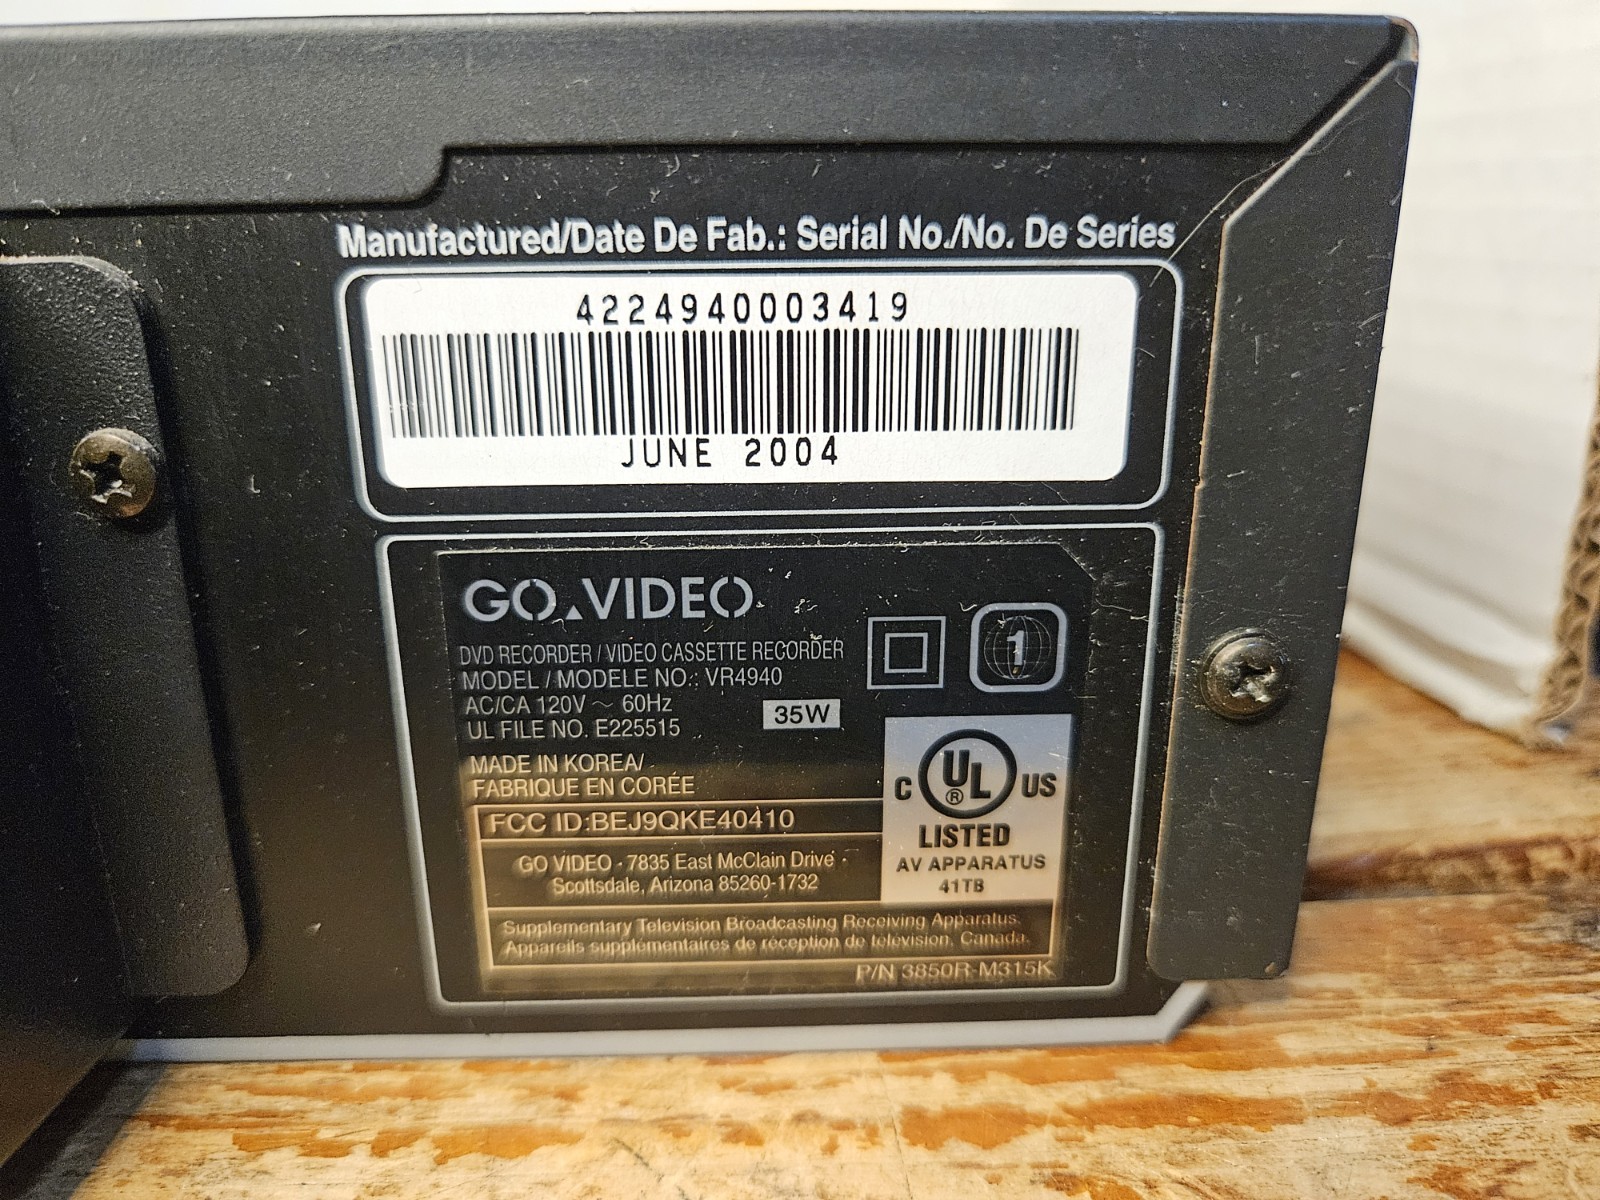 Manufactured/Date De Fab.: Serial No./No. De Series
4224940003419
JUNE 2004
GO VIDEO
DVD RECORDER / VIDEO CASSETTE RECORDER
MODEL / MODELE NO.: VR4940
AC/CA 120V ~ 60Hz
35W
UL FILE NO. E225515
1
MADE IN KOREA/
FABRIQUE EN CORÉE
FCC ID:BEJ9QKE40410
GO VIDEO · 7835 East McClain Drive ·
Scottsdale, Arizona 85260-1732
C UL ® US
LISTED
AV APPARATUS
41TB
Supplementary Television Broadcasting Receiving Apparatus.
Appareils supplémentaires de réception de télévision, Canada.
P/N 3850R-M315K